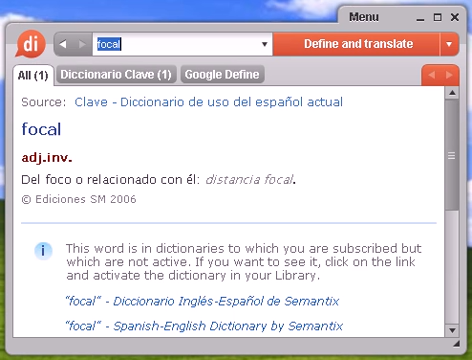 Menu
di
focal
Define and translate
All (1)
Diccionario Clave (1)
Google Define
Source: Clave - Diccionario de uso del español actual
focal
adj.inv.
Del foco o relacionado con él: distancia focal.
© Ediciones SM 2006
i
This word is in dictionaries to which you are subscribed but
which are not active. If you want to see it, click on the link
and activate the dictionary in your Library.
"focal" - Diccionario Inglés-Español de Semantix
"focal" - Spanish-English Dictionary by Semantix